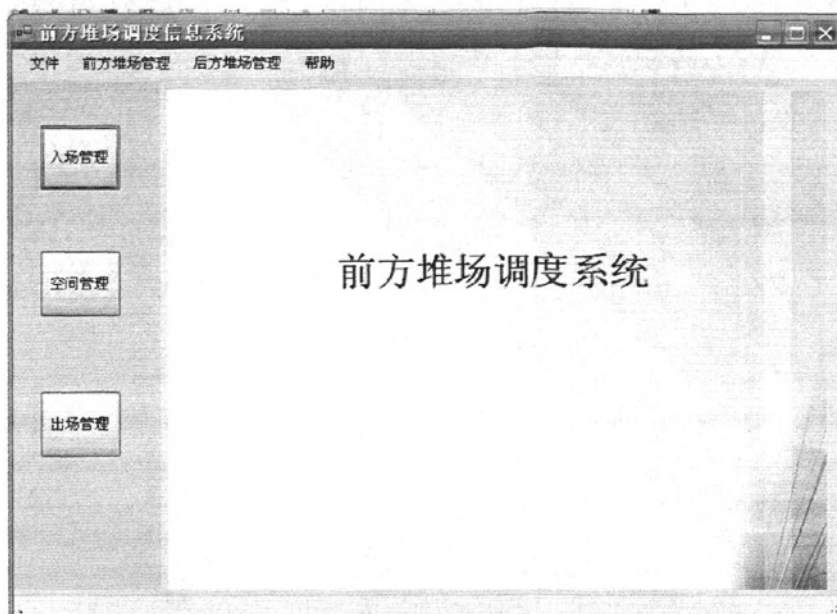 前方堆场调度信息系统
文件 前方堆场管理 后方堆场管理 帮助
入场管理
空间管理
前方堆场调度系统
出场管理